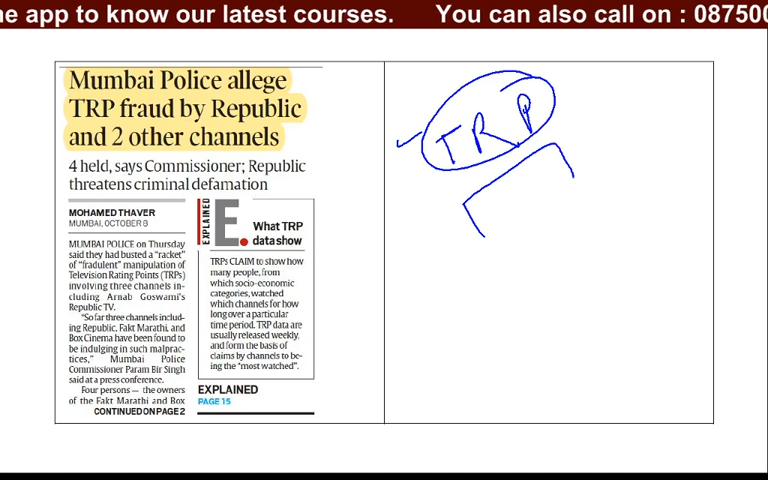 he app to know our latest courses. You can also call on : 087500
Mumbai Police allege
TRP fraud by Republic
and 2 other channels
4 held, says Commissioner; Republic
threatens criminal defamation
MOHAMED THAVER
MUMBAI, OCTOBER 8
MUMBAI POLICE on Thursday
said they had busted a "racket"
of "fradulent" manipulation of
Television Rating Points (TRPs)
involving three channels in-
cluding Arnab Goswami's
Republic TV.
"So far three channels includ-
ing Republic, Fakt Marathi, and
Box Cinema have been found to
be indulging in such malprac-
tices," Mumbai Police
Commissioner Param Bir Singh
said at a press conference.
Four persons — the owners
of the Fakt Marathi and Box
CONTINUED ON PAGE 2
EXPLAINED
E.
What TRP
data show
TRPs CLAIM to show how
many people, from
which socio-economic
categories, watched
which channels for how
long over a particular
time period. TRP data are
usually released weekly,
and form the basis of
claims by channels to be-
ing the "most watched".
EXPLAINED
PAGE 15
TRP